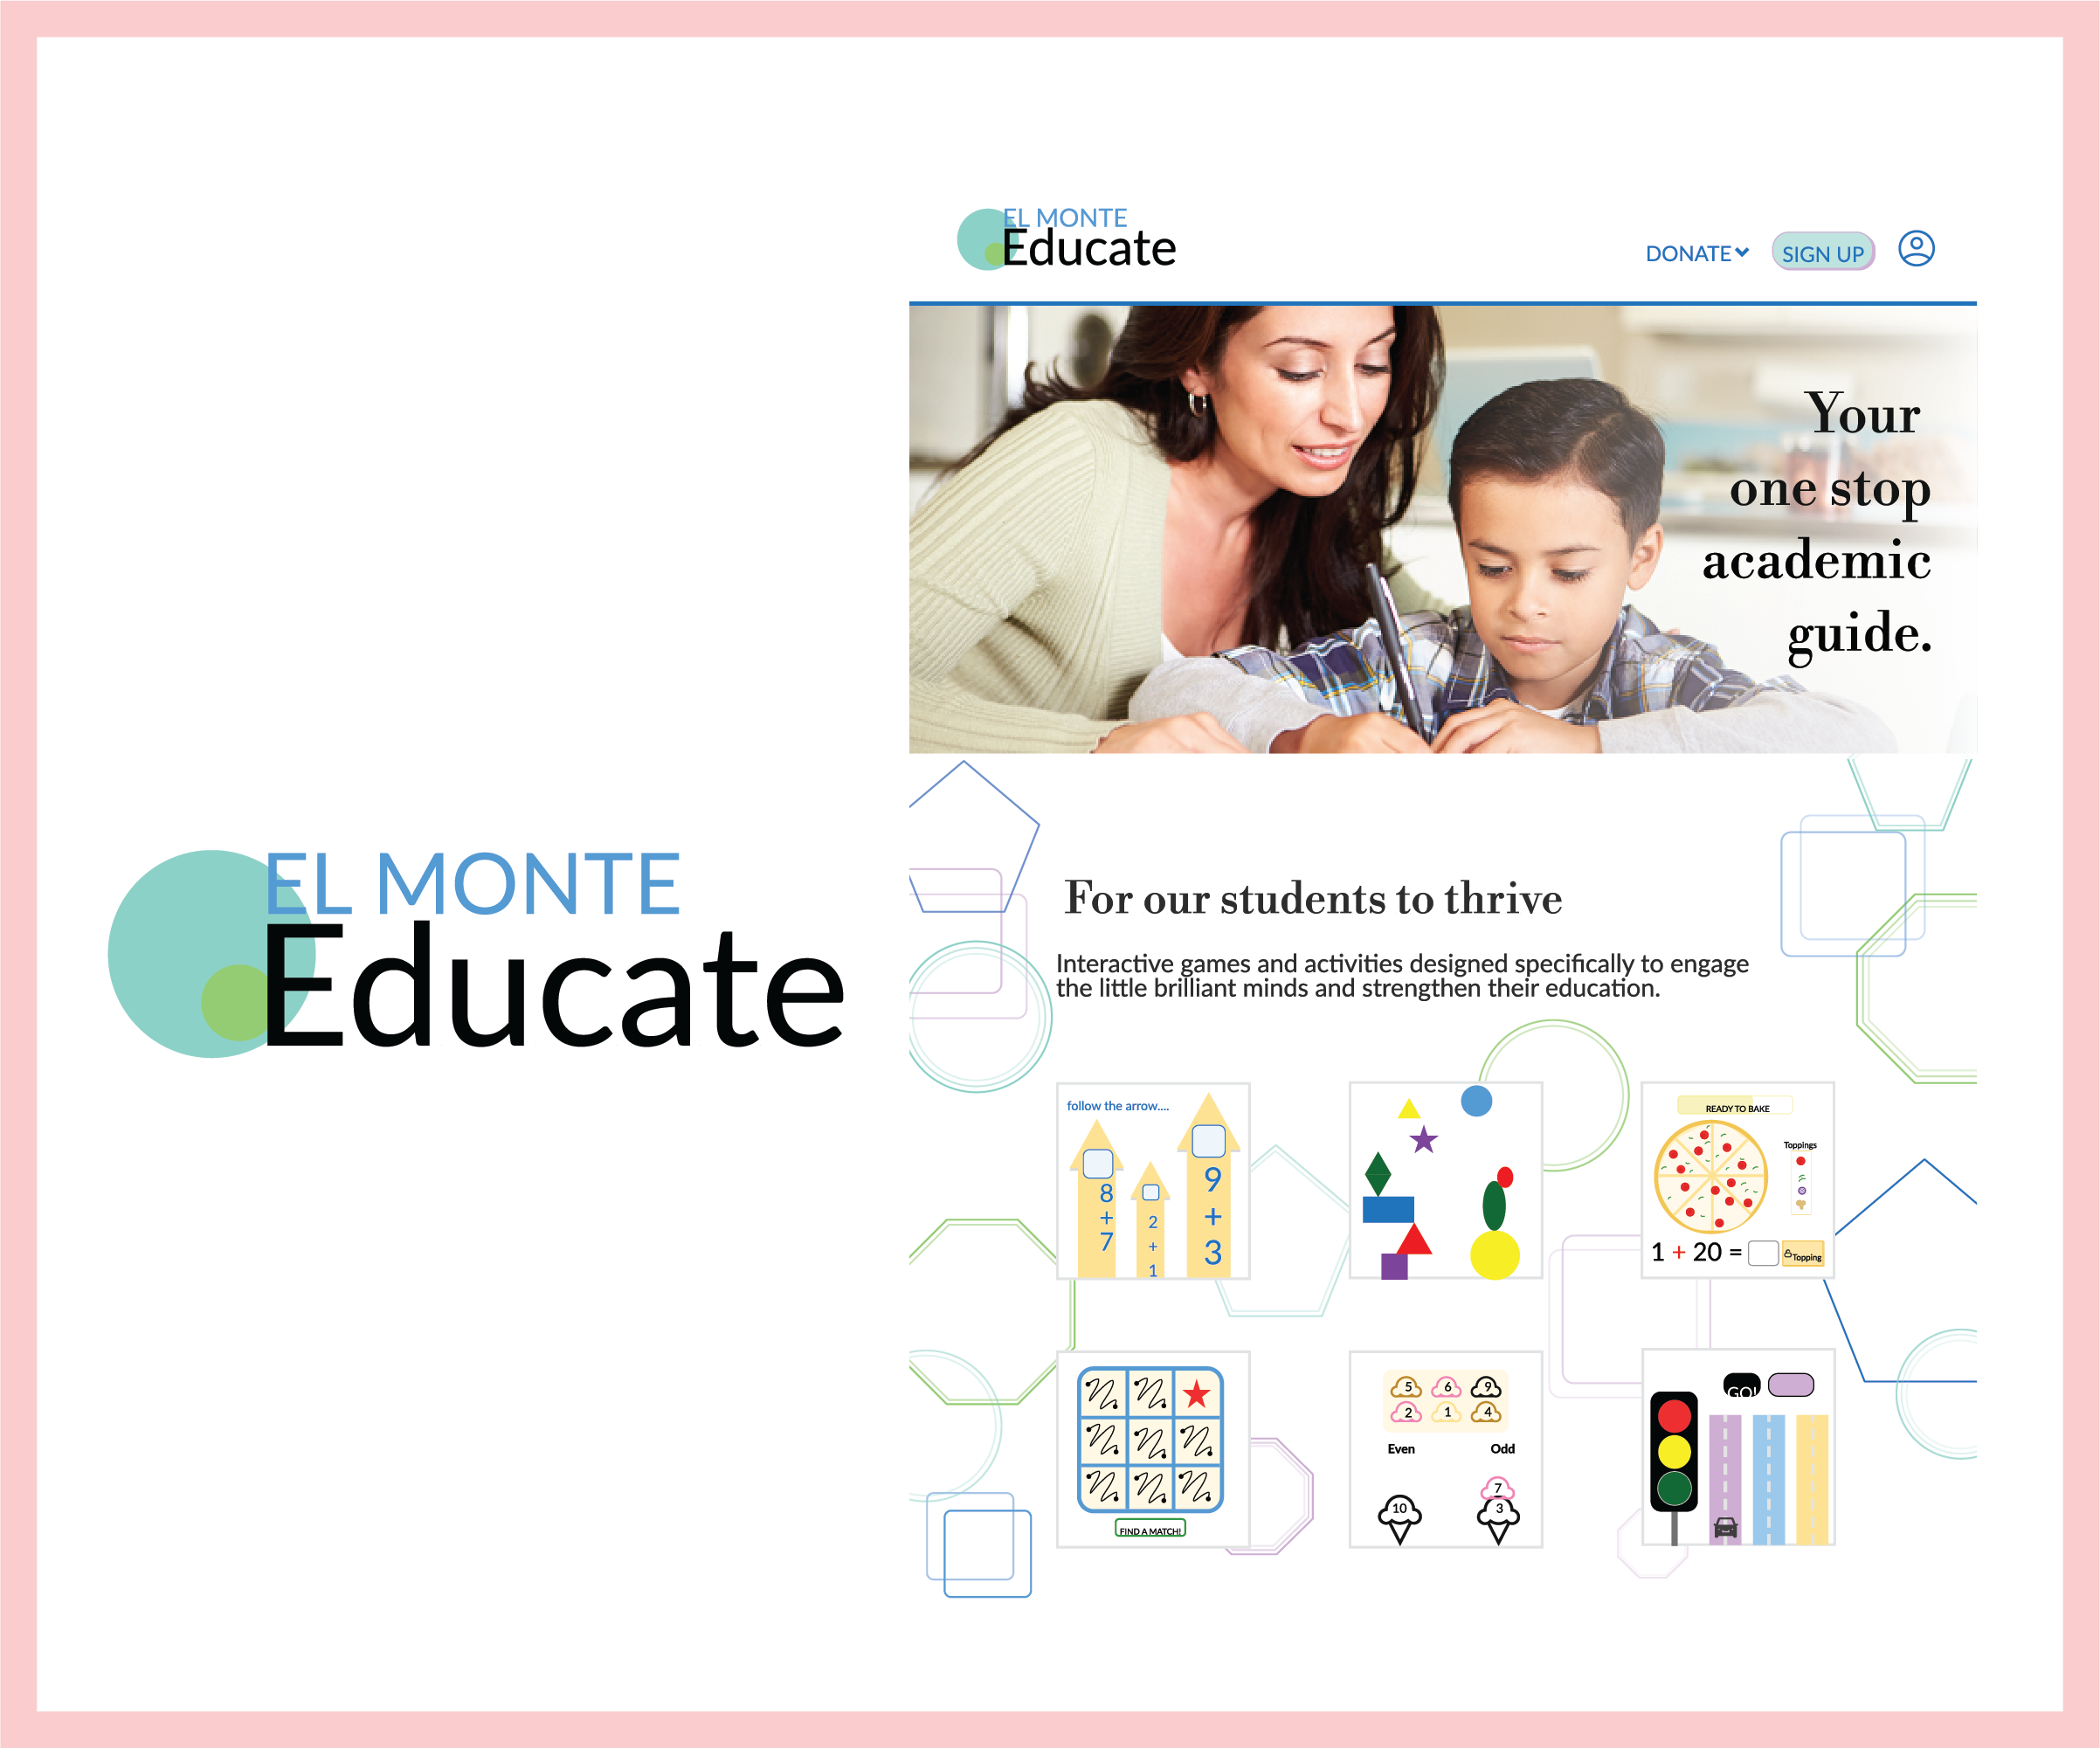 EL MONTE
Educate
EL MONTE
Educate
DONATE
SIGN UP
Your
one stop
academic
guide.
For our students to thrive
Interactive games and activities designed specifically to engage
the little brilliant minds and strengthen their education.
follow the arrow....
8
+
7
2
+
1
9
+
3
READY TO BAKE
Toppings
1 + 20 =
Topping
FIND A MATCH!
5 6 9
2 1 4
Even Odd
7
10 3
GO!